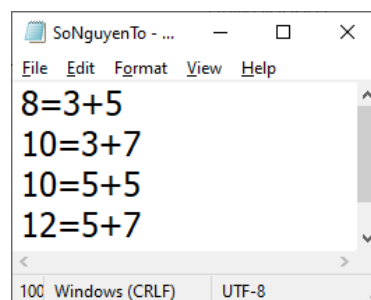 SoNguyenTo - ...
File Edit Format View Help
8=3+5
10=3+7
10=5+5
12=5+7
100 Windows (CRLF) UTF-8